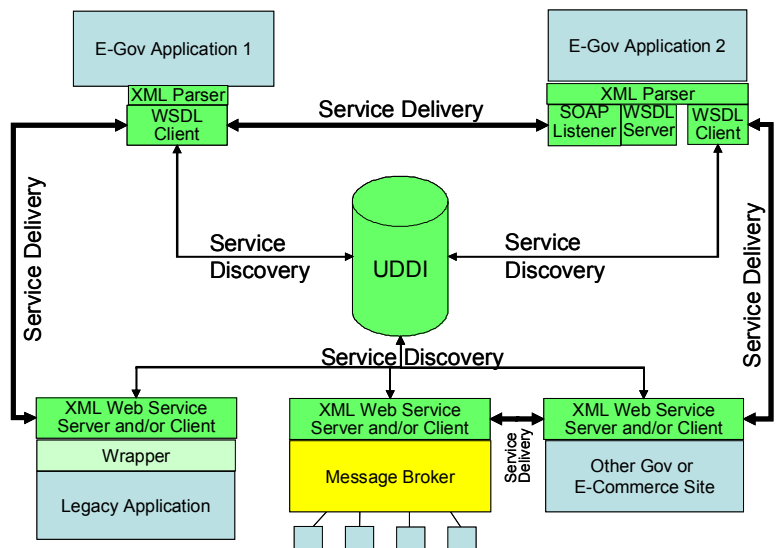 E-Gov Application 1
E-Gov Application 2
XML Parser
WSDL
Client
Service Delivery
XML Parser
SOAP
Listener
WSDL
Server
WSDL
Client
Service Delivery
Service
Discovery
UDDI
Service
Discovery
Service Delivery
Service Discovery
XML Web Service
Server and/or Client
Wrapper
Legacy Application
XML Web Service
Server and/or Client
Message Broker
Service
Delivery
XML Web Service
Server and/or Client
Other Gov or
E-Commerce Site